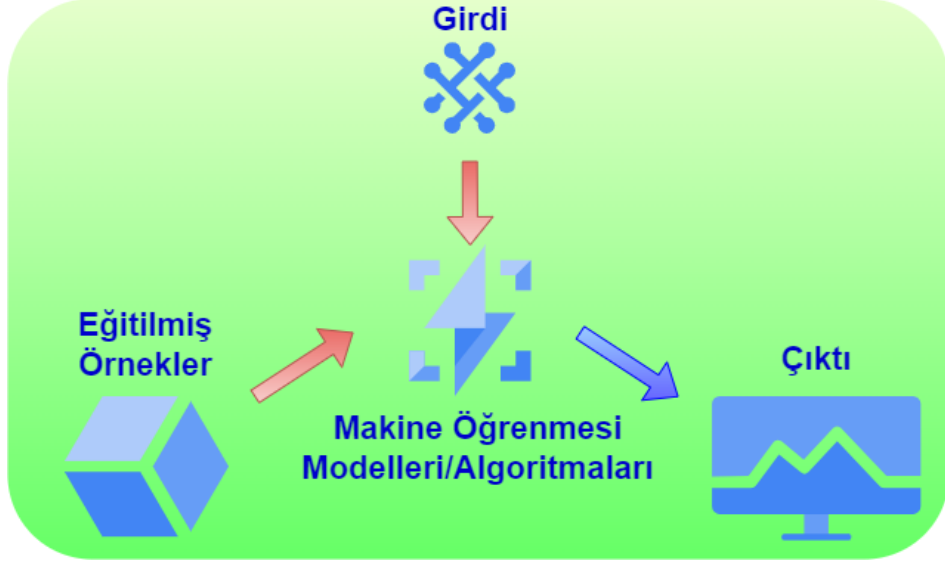 Girdi
Eğitilmiş
Örnekler
Makine Öğrenmesi
Modelleri/Algoritmaları
Çıktı